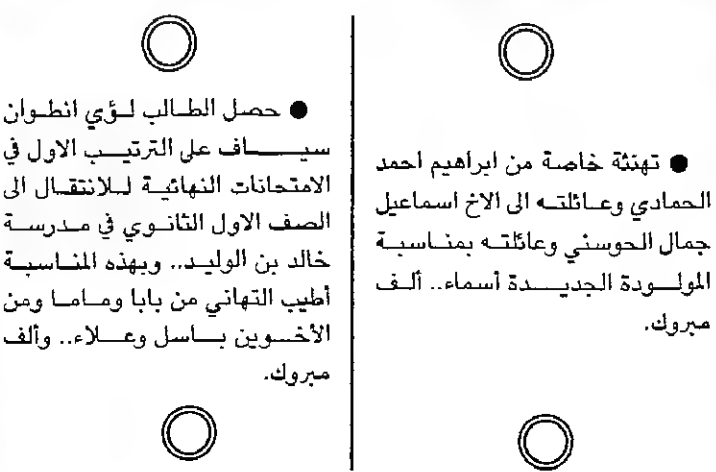 ● تهنئة خاصة من ابراهيم احمد
الحمادي وعائلته الى الاخ اسماعيل
جمال الحوسني وعائلته بمناسبة
المولودة الجديدة أسماء.. ألف
مبروك.
● حصل الطالب لؤي انطوان
سياف على الترتيب الاول في
الامتحانات النهائية للانتقال الى
الصف الاول الثانوي في مدرسة
خالد بن الوليد.. وبهذه المناسبة
أطيب التهاني من بابا وماما ومن
الأخوين باسل وعلاء.. وألف
مبروك.